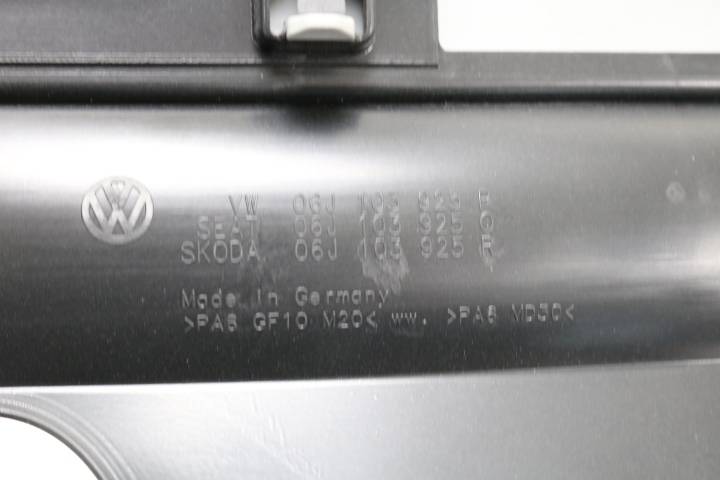 VW 06J 103 925
SEAT 06J 103 925
SKODA 06J 103 925
Made in Germany
>PA6 GF10 M20< ww. >PA6 MD30<